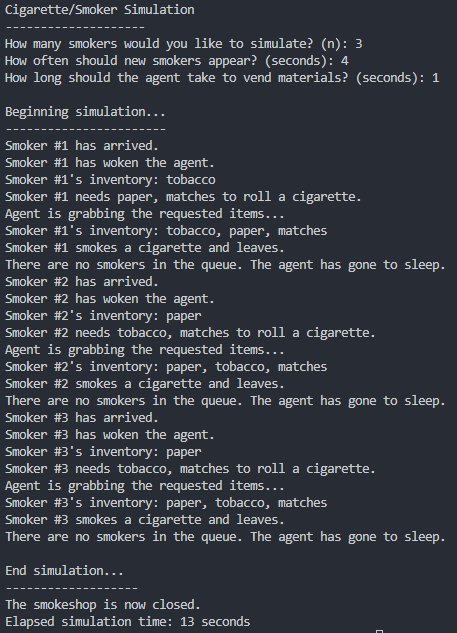 Cigarette/Smoker Simulation
--------------------
How many smokers would you like to simulate? (n): 3
How often should new smokers appear? (seconds): 4
How long should the agent take to vend materials? (seconds): 1

Beginning simulation...
-----------------------
Smoker #1 has arrived.
Smoker #1 has woken the agent.
Smoker #1's inventory: tobacco
Smoker #1 needs paper, matches to roll a cigarette.
Agent is grabbing the requested items...
Smoker #1's inventory: tobacco, paper, matches
Smoker #1 smokes a cigarette and leaves.
There are no smokers in the queue. The agent has gone to sleep.
Smoker #2 has arrived.
Smoker #2 has woken the agent.
Smoker #2's inventory: paper
Smoker #2 needs tobacco, matches to roll a cigarette.
Agent is grabbing the requested items...
Smoker #2's inventory: paper, tobacco, matches
Smoker #2 smokes a cigarette and leaves.
There are no smokers in the queue. The agent has gone to sleep.
Smoker #3 has arrived.
Smoker #3 has woken the agent.
Smoker #3's inventory: paper
Smoker #3 needs tobacco, matches to roll a cigarette.
Agent is grabbing the requested items...
Smoker #3's inventory: paper, tobacco, matches
Smoker #3 smokes a cigarette and leaves.
There are no smokers in the queue. The agent has gone to sleep.

End simulation...
-------------------
The smokeshop is now closed.
Elapsed simulation time: 13 seconds